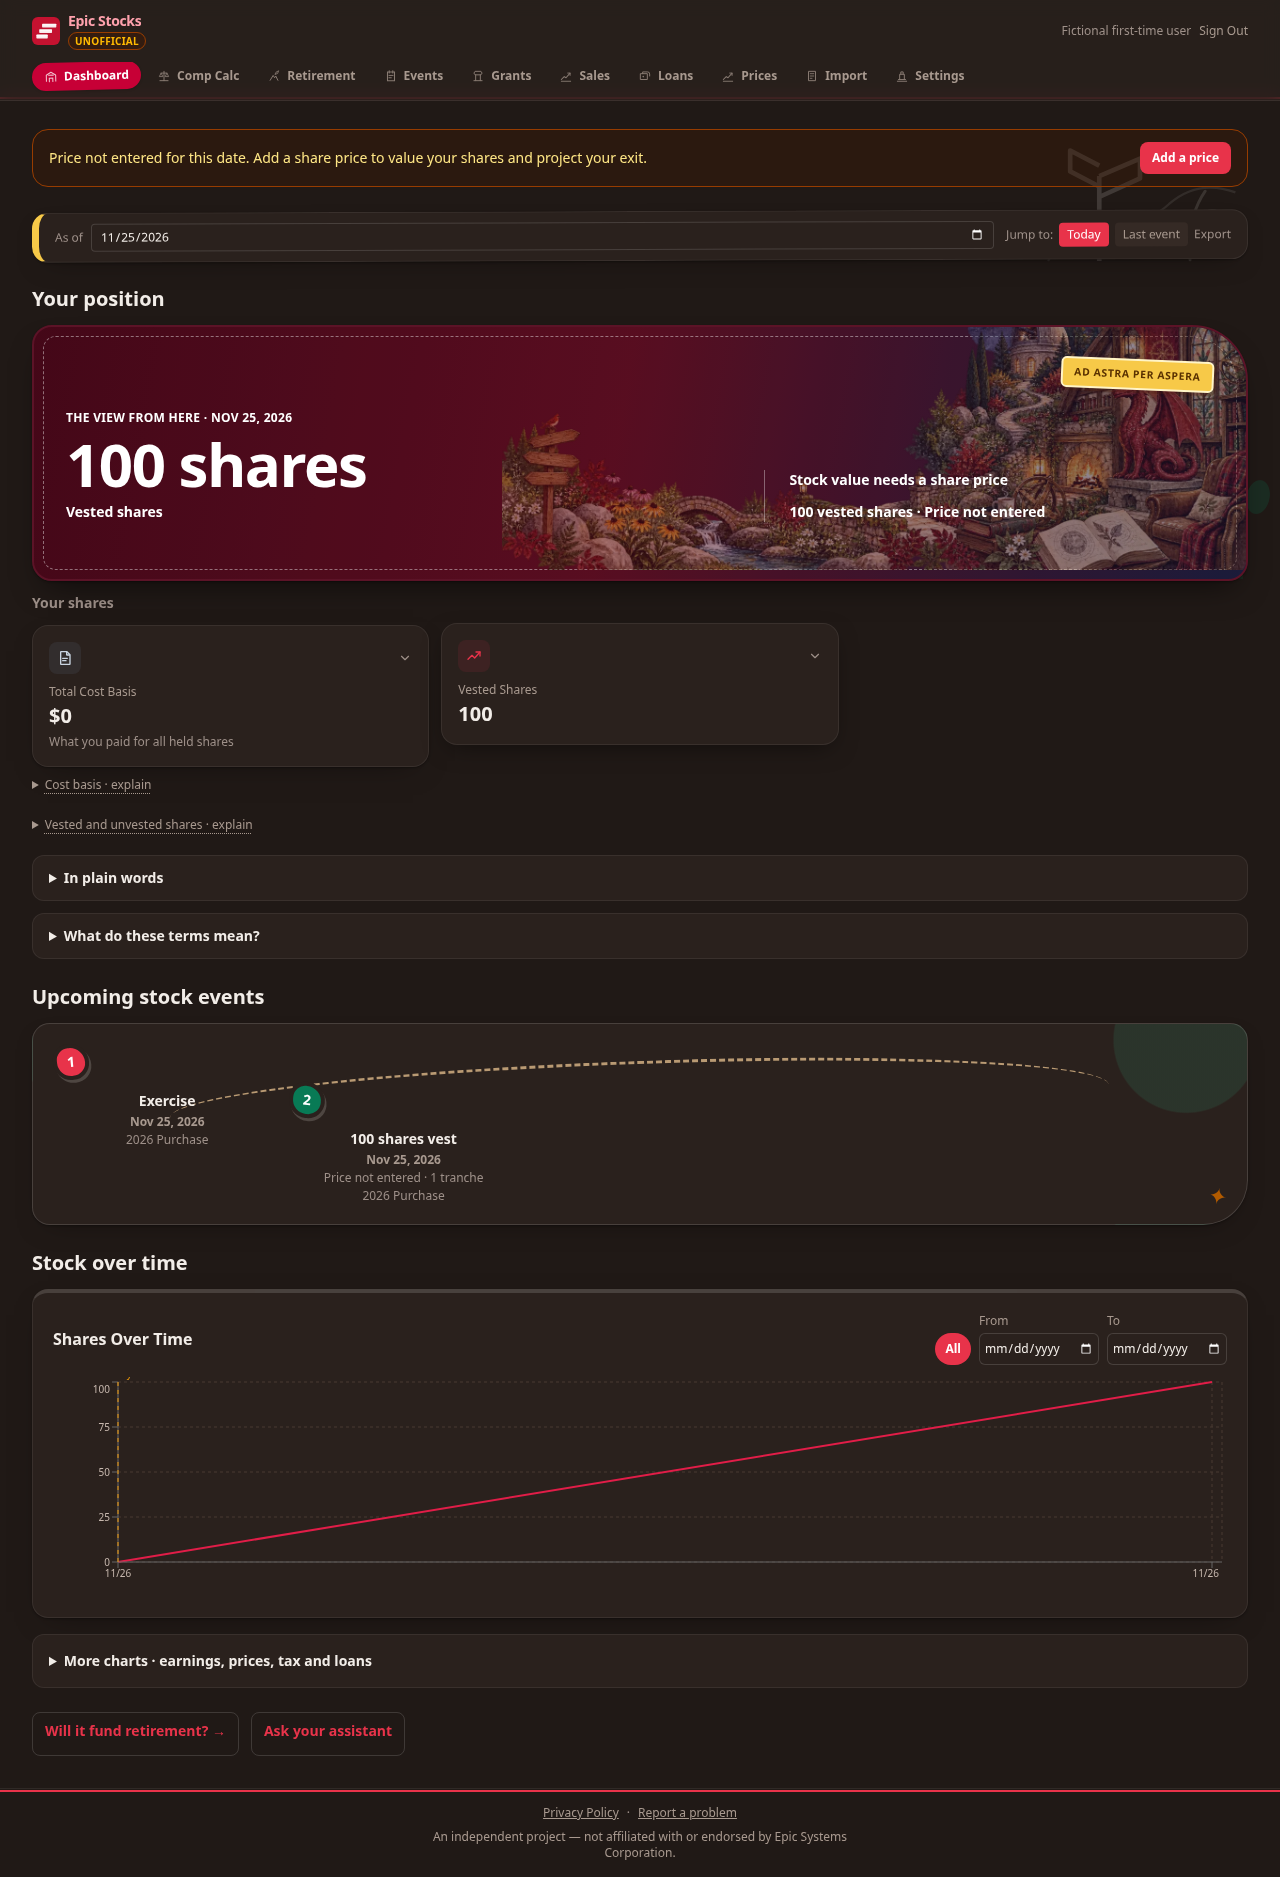 Epic Stocks
UNOFFICIAL
Fictional first-time user Sign Out
Dashboard Comp Calc Retirement Events Grants Sales Loans Prices Import Settings
Price not entered for this date. Add a share price to value your shares and project your exit.
Add a price
As of 11/25/2026 Jump to: Today Last event Export
Your position
AD ASTRA PER ASPERA
THE VIEW FROM HERE · NOV 25, 2026
100 shares
Vested shares
Stock value needs a share price
100 vested shares · Price not entered
Your shares
Total Cost Basis
$0
What you paid for all held shares
Vested Shares
100
Cost basis · explain
Vested and unvested shares · explain
In plain words
What do these terms mean?
Upcoming stock events
1
Exercise
Nov 25, 2026
2026 Purchase
2
100 shares vest
Nov 25, 2026
Price not entered · 1 tranche
2026 Purchase
Stock over time
Shares Over Time
All
From
mm/dd/yyyy
To
mm/dd/yyyy
100
75
50
25
0
11/26
11/26
More charts · earnings, prices, tax and loans
Will it fund retirement? →
Ask your assistant
Privacy Policy · Report a problem
An independent project — not affiliated with or endorsed by Epic Systems
Corporation.